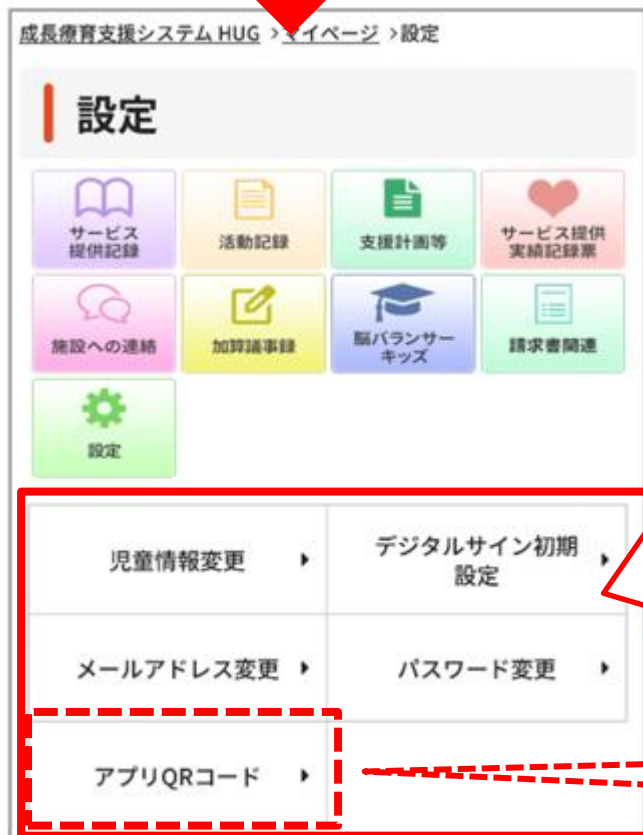 成長療育支援システム HUG >マイページ >設定
設定
サービス
提供記録
活動記録
支援計画等
サービス提供
実績記録票
施設への連絡
加算議事録
脳バランサー
キッズ
請求書関連
設定
児童情報変更
デジタルサイン初期
設定
メールアドレス変更
パスワード変更
アプリQRコード